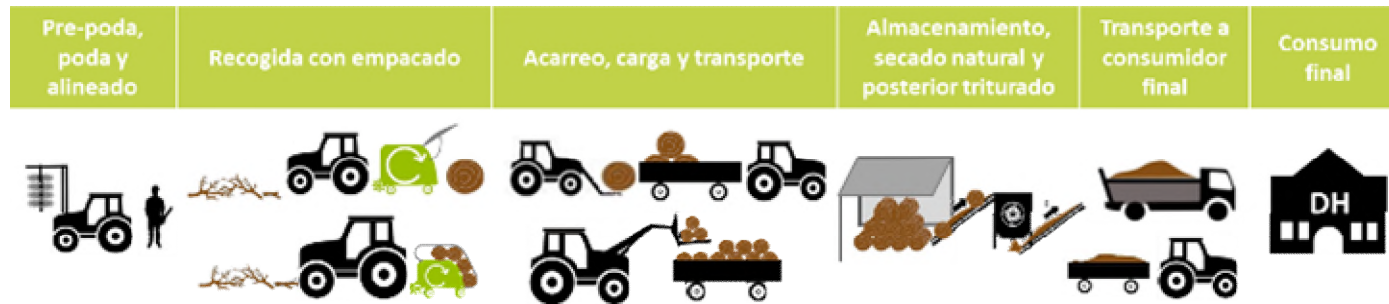 Pre-poda,
poda y
alineado
Recogida con empacado
Acarreo, carga y transporte
Almacenamiento,
secado natural y
posterior triturado
Transporte a
consumidor
final
Consumo
final
DH